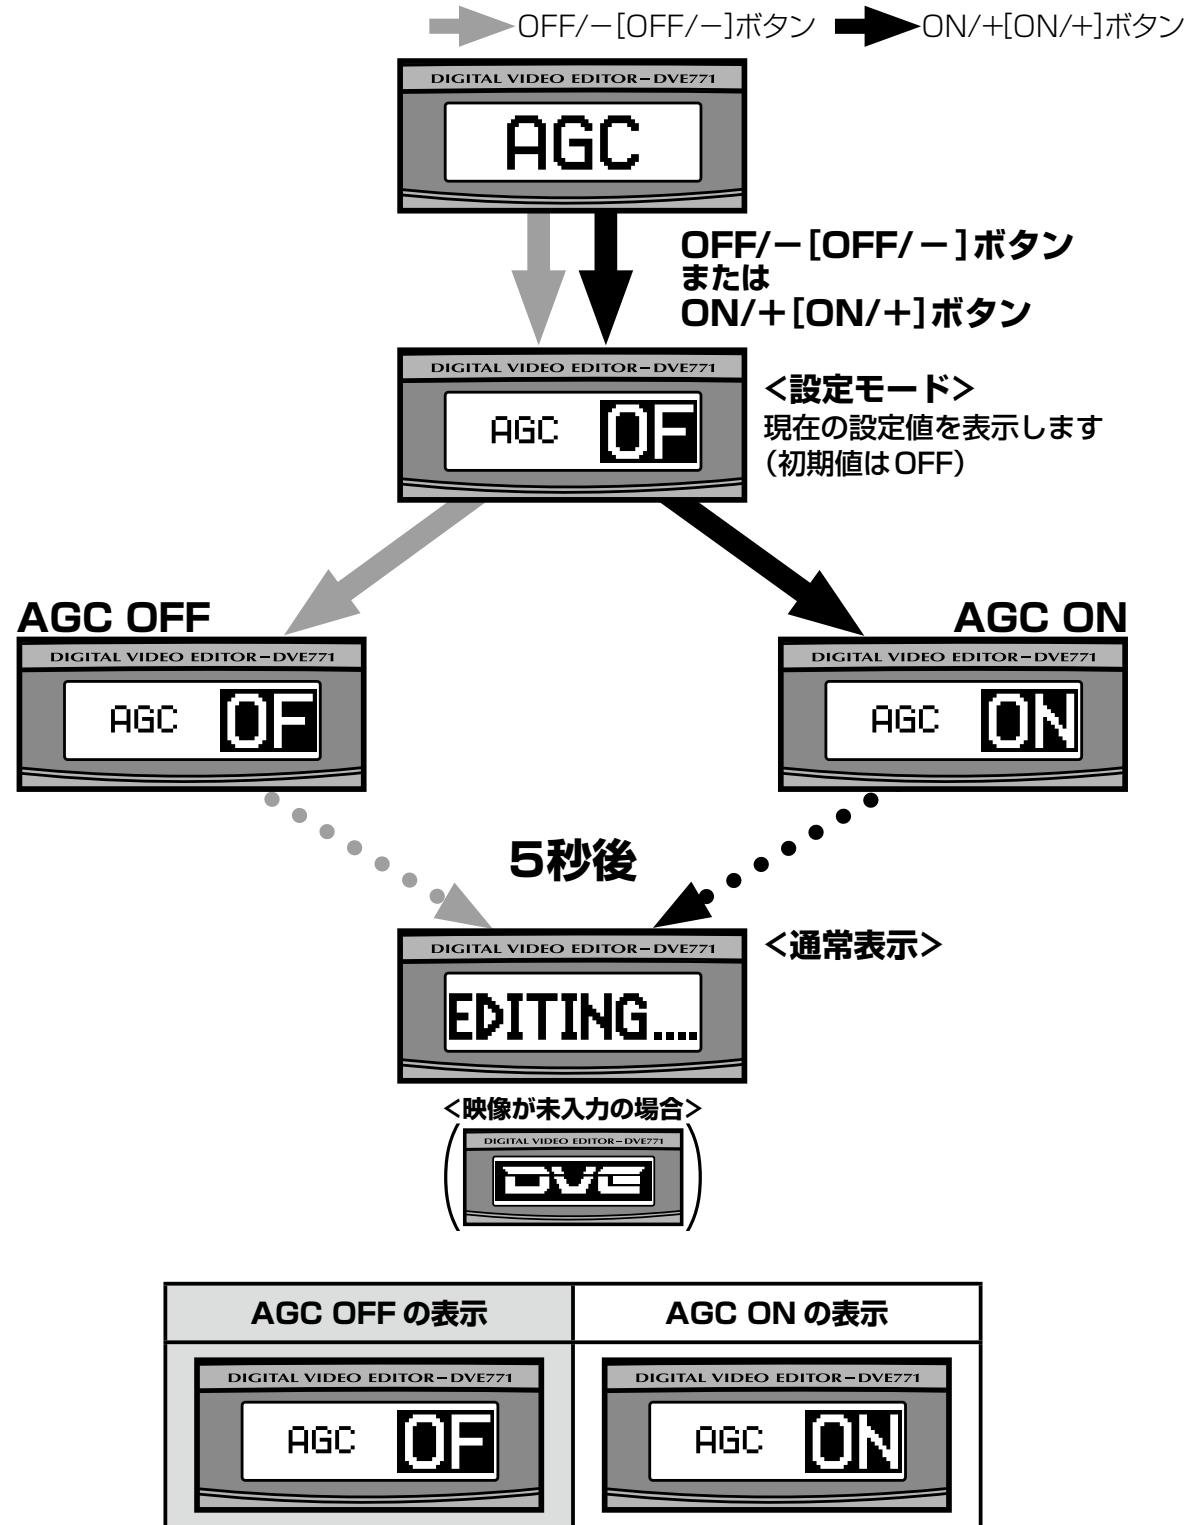 OFF/−[OFF/−]ボタン ON/+[ON/+]ボタン
DIGITAL VIDEO EDITOR−DVE771
AGC
OFF/−[OFF/−]ボタン
または
ON/+[ON/+]ボタン
DIGITAL VIDEO EDITOR−DVE771
AGC OF
<設定モード>
現在の設定値を表示します
(初期値はOFF)
AGC OFF
DIGITAL VIDEO EDITOR−DVE771
AGC OF
AGC ON
DIGITAL VIDEO EDITOR−DVE771
AGC ON
5秒後
DIGITAL VIDEO EDITOR−DVE771
EDITING....
<通常表示>
<映像が未入力の場合>
DIGITAL VIDEO EDITOR−DVE771
DVC
AGC OFF の表示
AGC ON の表示
DIGITAL VIDEO EDITOR−DVE771
AGC OF
DIGITAL VIDEO EDITOR−DVE771
AGC ON